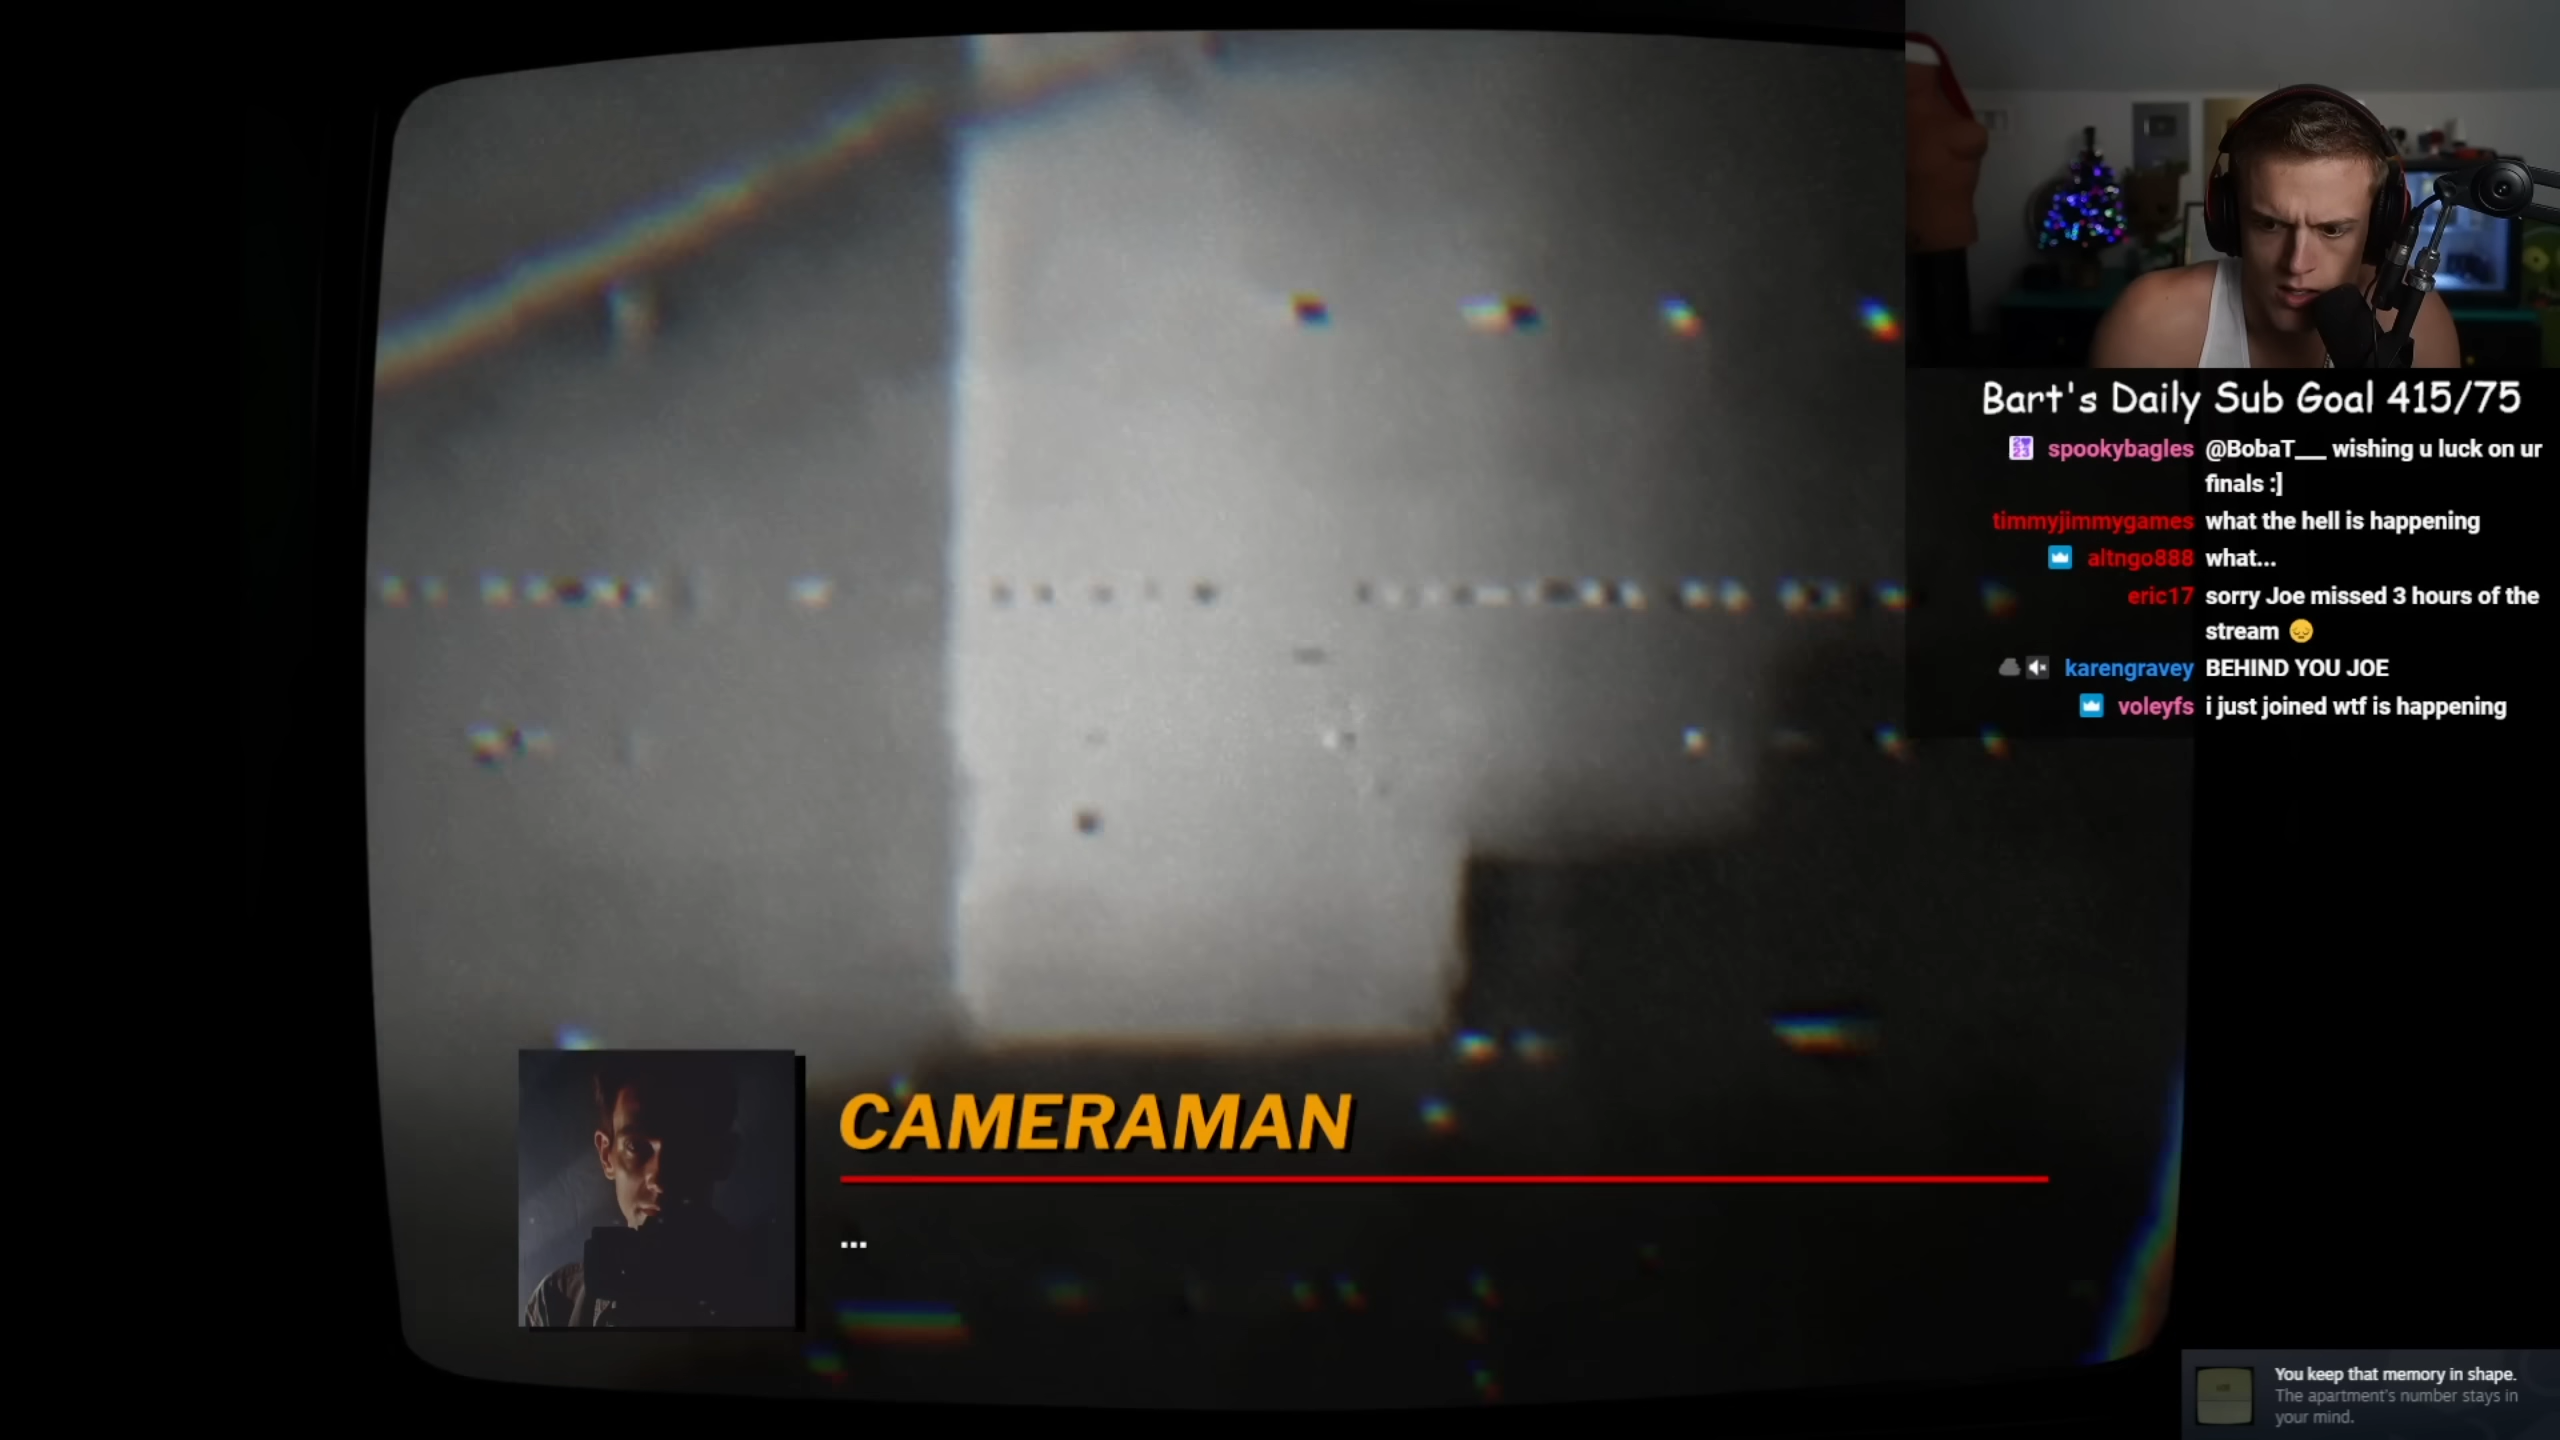 Bart's Daily Sub Goal 415/75
spookybagles @BobaT___ wishing u luck on ur
finals :]
timmyjimmygames what the hell is happening
altngo888 what...
eric17 sorry Joe missed 3 hours of the
stream 😔
karengravey BEHIND YOU JOE
voleyfs i just joined wtf is happening
CAMERAMAN
...
You keep that memory in shape.
The apartment's number stays in
your mind.